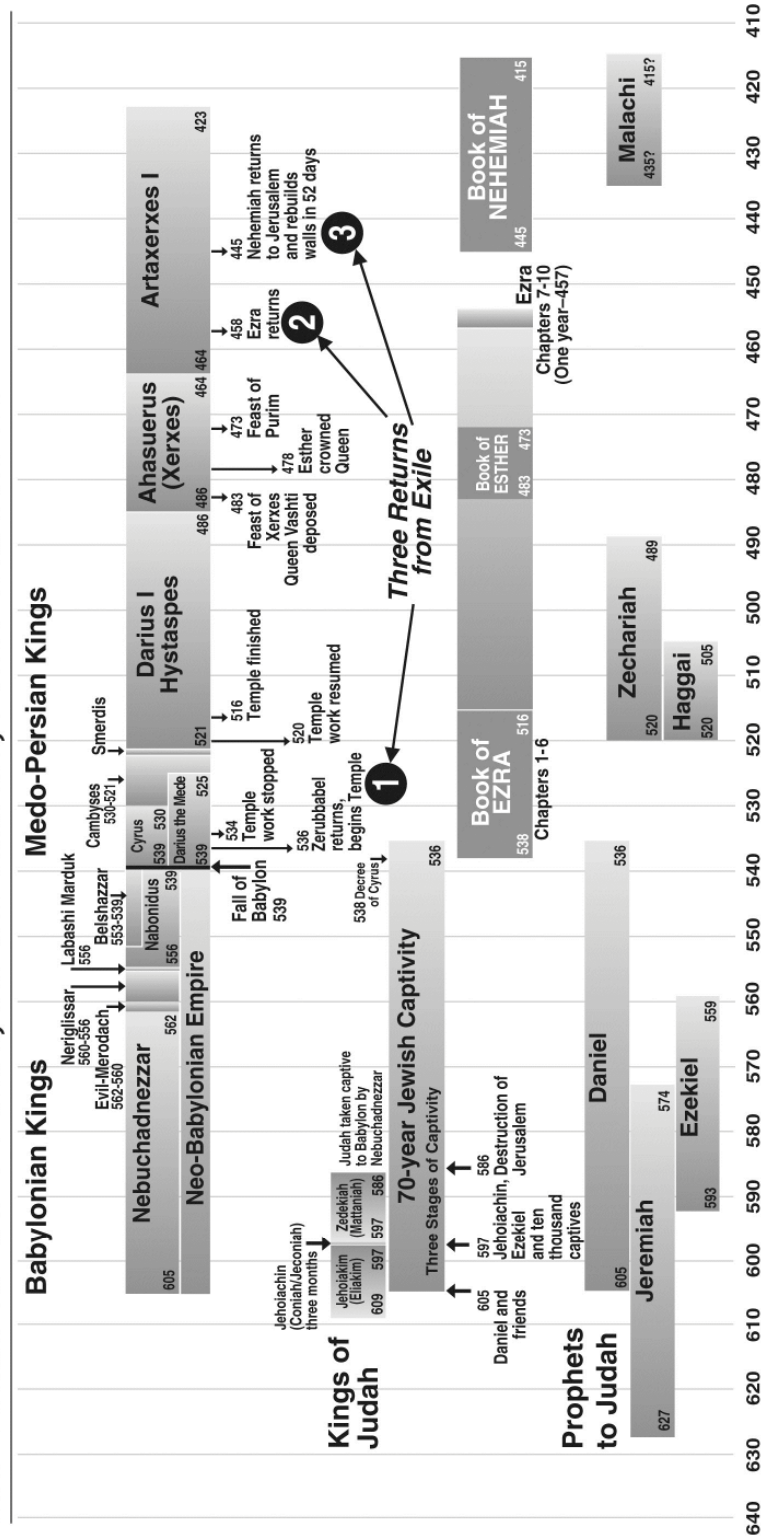 Babylonian Kings
Medo-Persian Kings
Neriglissar
560-556
Evil-Merodach
562-560
Labashi Marduk
556
Belshazzar
553-539
Cambyses
530-521
Smerdis
Nebuchadnezzar
605
562
Nabonidus
556
539
Neo-Babylonian Empire
Cyrus
539
530
Darius the Mede
539
525
Darius I
Hystaspes
521
486
Ahasuerus
(Xerxes)
486
464
Artaxerxes I
464
423
Fall of
Babylon
539
534
Temple
work stopped
536
Zerubbabel
returns,
begins Temple
516
Temple finished
520
Temple
work resumed
483
Feast of
Xerxes
Queen Vashti
deposed
478
Esther
crowned
Queen
473
Feast of
Purim
458
Ezra
returns
445
Nehemiah returns
to Jerusalem
and rebuilds
walls in 52 days
1
2
3
Three Returns
from Exile
Kings of
Judah
Jehoiachin
(Coniah/Jeconiah)
three months
Jehoiakim
(Eliakim)
609
597
Zedekiah
(Mattaniah)
597
586
Judah taken captive
to Babylon by
Nebuchadnezzar
538 Decree
of Cyrus
70-year Jewish Captivity
Three Stages of Captivity
536
605
Daniel and
friends
597
Jehoiachin,
Ezekiel
and ten
thousand
captives
586
Destruction of
Jerusalem
Book of
EZRA
538
516
Chapters 1-6
Book of
ESTHER
483
473
Ezra
Chapters 7-10
(One year–457)
Book of
NEHEMIAH
445
415
Prophets
to Judah
Daniel
605
536
Jeremiah
627
574
Ezekiel
593
559
Zechariah
520
489
Haggai
520
505
Malachi
435?
415?
640 630 620 610 600 590 580 570 560 550 540 530 520 510 500 490 480 470 460 450 440 430 420 410